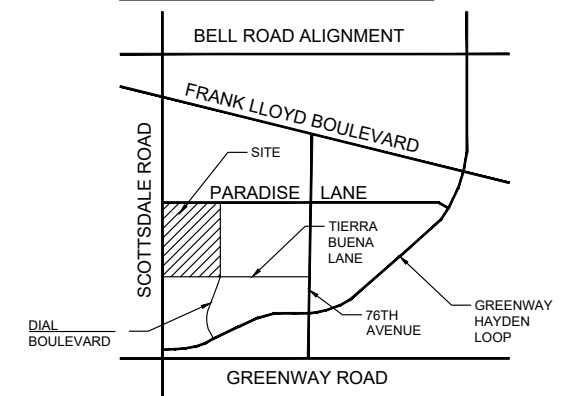 BELL ROAD ALIGNMENT
FRANK LLOYD BOULEVARD
SCOTTSDALE ROAD
SITE
PARADISE LANE
TIERRA
BUENA
LANE
DIAL
BOULEVARD
76TH
AVENUE
GREENWAY
HAYDEN
LOOP
GREENWAY ROAD